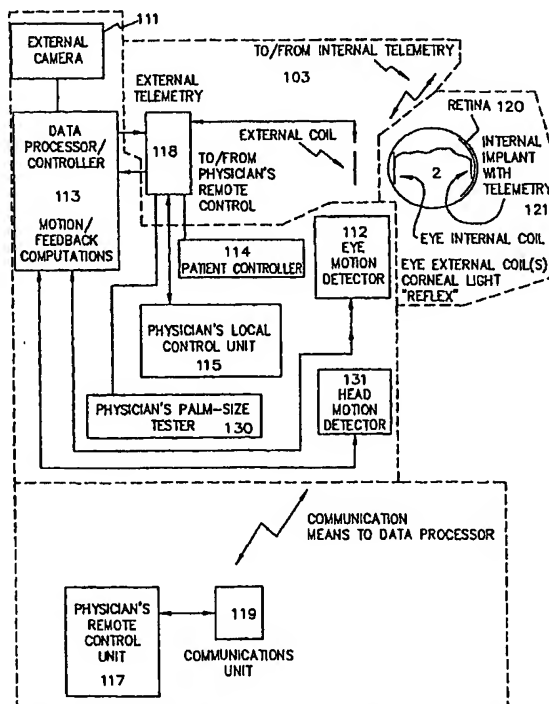 111
EXTERNAL
CAMERA
TO/FROM INTERNAL TELEMETRY
103
EXTERNAL
TELEMETRY
RETINA 120
INTERNAL
IMPLANT
WITH
TELEMETRY
121
2
DATA
PROCESSOR/
CONTROLLER
113
MOTION/
FEEDBACK
COMPUTATIONS
118
EXTERNAL COIL
TO/FROM
PHYSICIAN'S
REMOTE
CONTROL
EYE INTERNAL COIL
EYE EXTERNAL COIL(S)
CORNEAL LIGHT
"REFLEX"
112
EYE
MOTION
DETECTOR
114
PATIENT CONTROLLER
PHYSICIAN'S LOCAL
CONTROL UNIT
115
PHYSICIAN'S PALM-SIZE
TESTER 130
131
HEAD
MOTION
DETECTOR
COMMUNICATION
MEANS TO DATA PROCESSOR
PHYSICIAN'S
REMOTE
CONTROL
UNIT
117
119
COMMUNICATIONS
UNIT